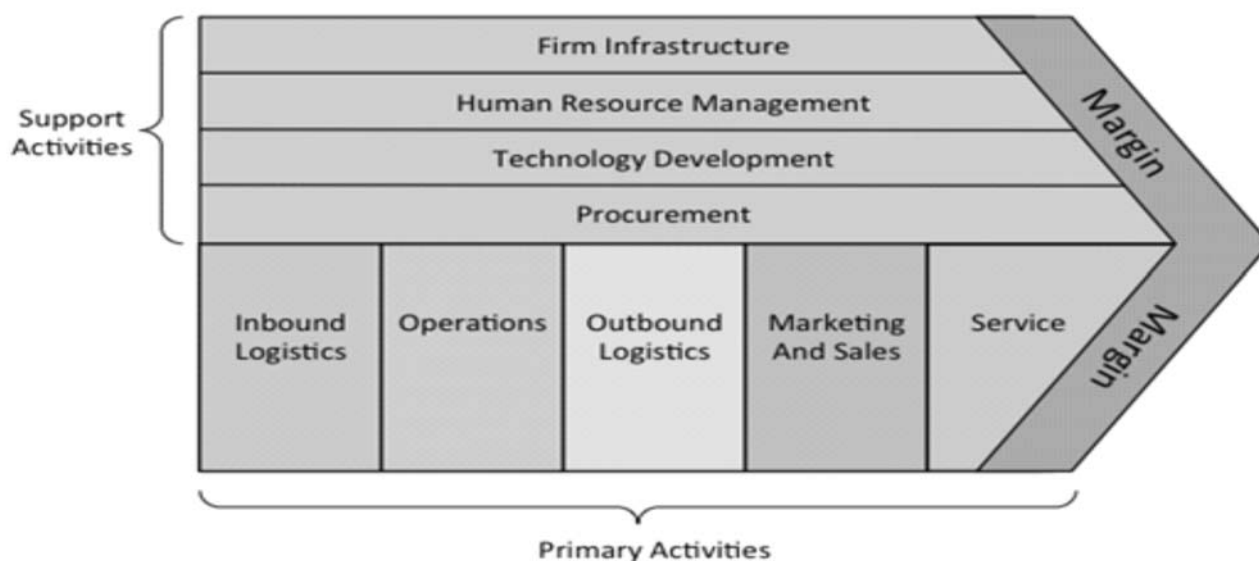 Firm Infrastructure
Human Resource Management
Support
Activities
Technology Development
Procurement
Margin
Inbound
Logistics
Operations
Outbound
Logistics
Marketing
And Sales
Service
Margin
Primary Activities